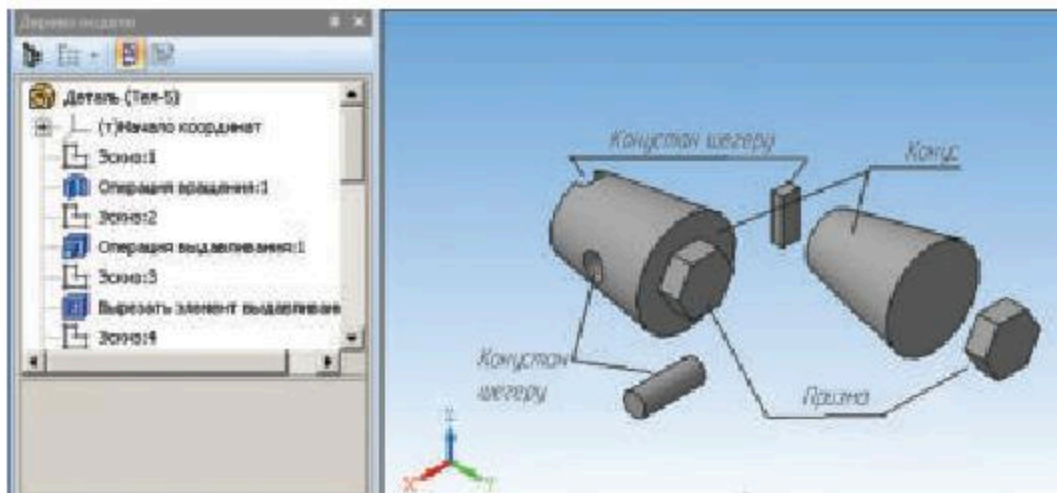 Дерево модели
Деталь (Тел-5)
(т)Начало координат
Эскиз:1
Операция вращения:1
Эскиз:2
Операция выдавливания:1
Эскиз:3
Вырезать элемент выдавливани
Эскиз:4
Конустан шегеру
Конус
Конустан
шегеру
Призма
Z
X
Y